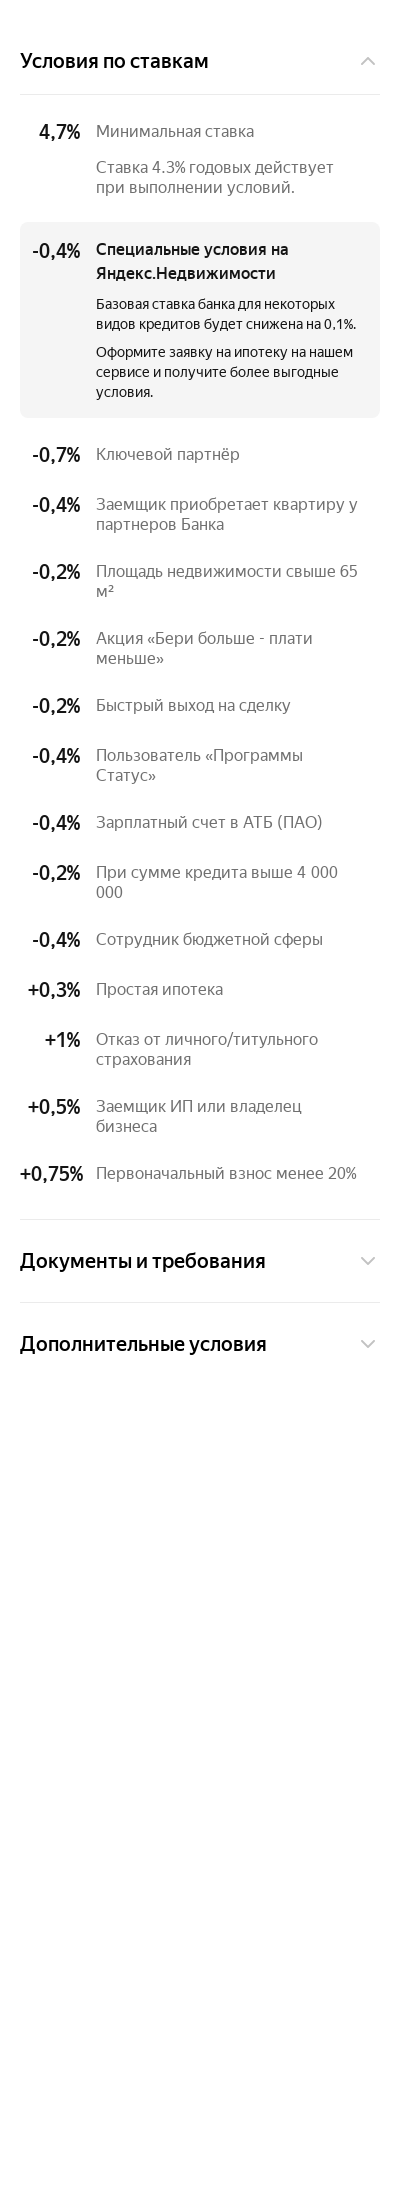 Условия по ставкам
4,7% Минимальная ставка
Ставка 4.3% годовых действует
при выполнении условий.
-0,4% Специальные условия на
Яндекс.Недвижимости
Базовая ставка банка для некоторых
видов кредитов будет снижена на 0,1%.
Оформите заявку на ипотеку на нашем
сервисе и получите более выгодные
условия.
-0,7% Ключевой партнёр
-0,4% Заемщик приобретает квартиру у
партнеров Банка
-0,2% Площадь недвижимости свыше 65
м²
-0,2% Акция «Бери больше - плати
меньше»
-0,2% Быстрый выход на сделку
-0,4% Пользователь «Программы
Статус»
-0,4% Зарплатный счет в АТБ (ПАО)
-0,2% При сумме кредита выше 4 000
000
-0,4% Сотрудник бюджетной сферы
+0,3% Простая ипотека
+1% Отказ от личного/титульного
страхования
+0,5% Заемщик ИП или владелец
бизнеса
+0,75% Первоначальный взнос менее 20%
Документы и требования
Дополнительные условия